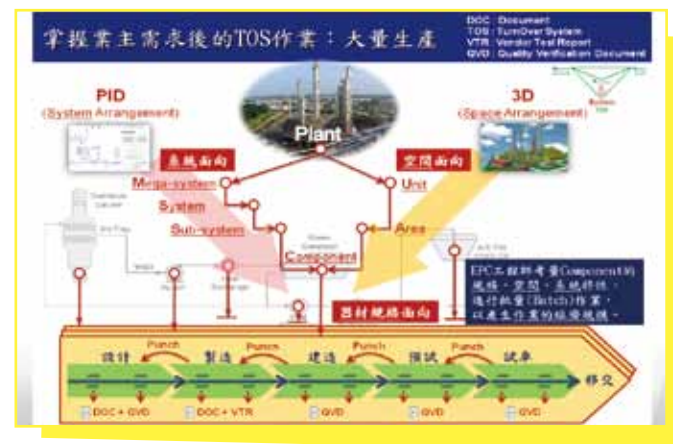 掌握業主需求後的TOS作業：大量生產
DOC : Document
TOS : TurnOver System
VTR : Vendor Test Report
QVD : Quality Verification Document
PID
(System Arrangement)
3D
(Space Arrangement)
Plant
系統面向
空間面向
Mega-system
Unit
System
Sub-system
Area
Component
EPC工程師考量Component的
規格、空間、系統特性，
進行批量(Batch)作業，
以產生作業的經濟規模。
器材規格面向
Punch
Punch
Punch
Punch
設計
製造
建造
預試
試車
移交
DOC + QVD
DOC + VTR
QVD
QVD
QVD